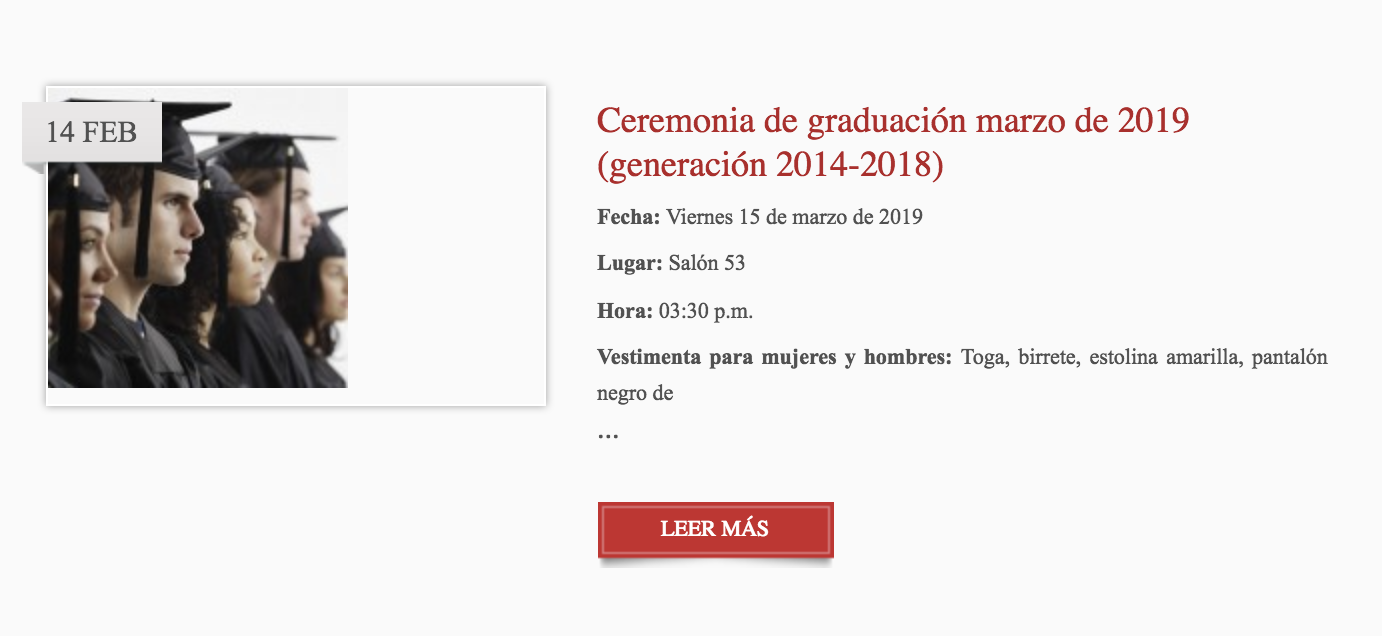 14 FEB
Ceremonia de graduación marzo de 2019
(generación 2014-2018)
Fecha: Viernes 15 de marzo de 2019
Lugar: Salón 53
Hora: 03:30 p.m.
Vestimenta para mujeres y hombres: Toga, birrete, estolina amarilla, pantalón
negro de
...
LEER MÁS